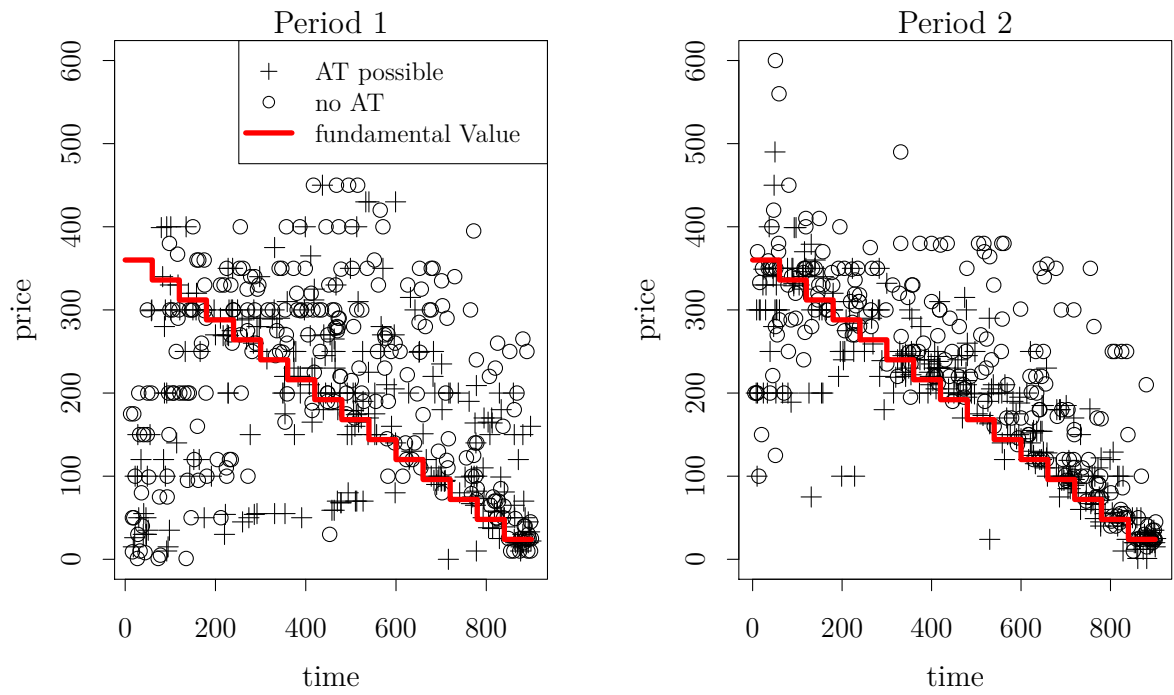 Period 1
Period 2
AT possible
no AT
fundamental Value
price
0 100 200 300 400 500 600
0 200 400 600 800
time
price
0 100 200 300 400 500 600
0 200 400 600 800
time